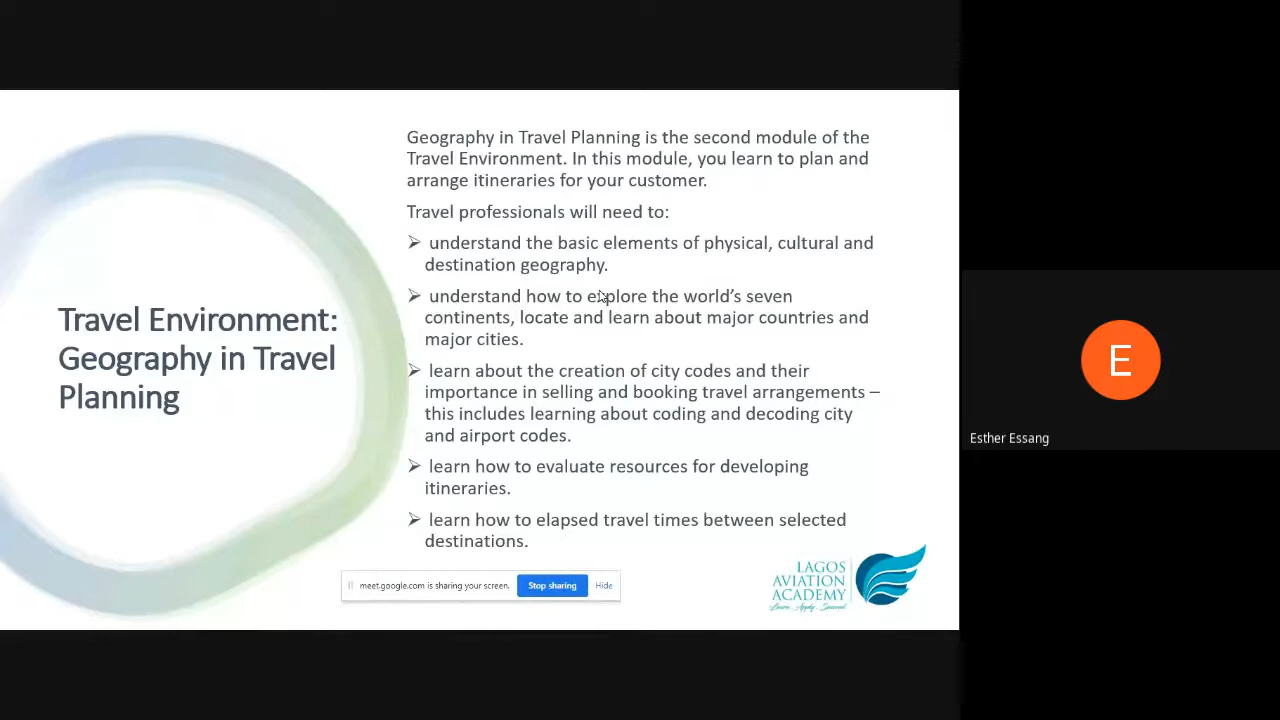 Geography in Travel Planning is the second module of the
Travel Environment. In this module, you learn to plan and
arrange itineraries for your customer.
Travel professionals will need to:
understand the basic elements of physical, cultural and
destination geography.
understand how to explore the world's seven
continents, locate and learn about major countries and
major cities.
learn about the creation of city codes and their
importance in selling and booking travel arrangements –
this includes learning about coding and decoding city
and airport codes.
learn how to evaluate resources for developing
itineraries.
learn how to elapsed travel times between selected
destinations.
Travel Environment:
Geography in Travel
Planning
meet.google.com is sharing your screen. Stop sharing Hide
LAGOS
AVIATION
ACADEMY
Learn . Apply . Succeed
E
Esther Essang